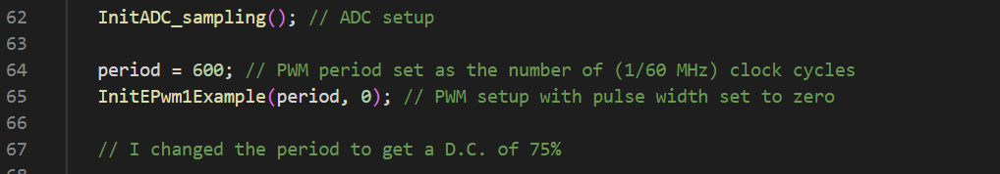 62 InitADC_sampling(); // ADC setup
63
64 period = 600; // PWM period set as the number of (1/60 MHz) clock cycles
65 InitEPwm1Example(period, 0); // PWM setup with pulse width set to zero
66
67 // I changed the period to get a D.C. of 75%
68